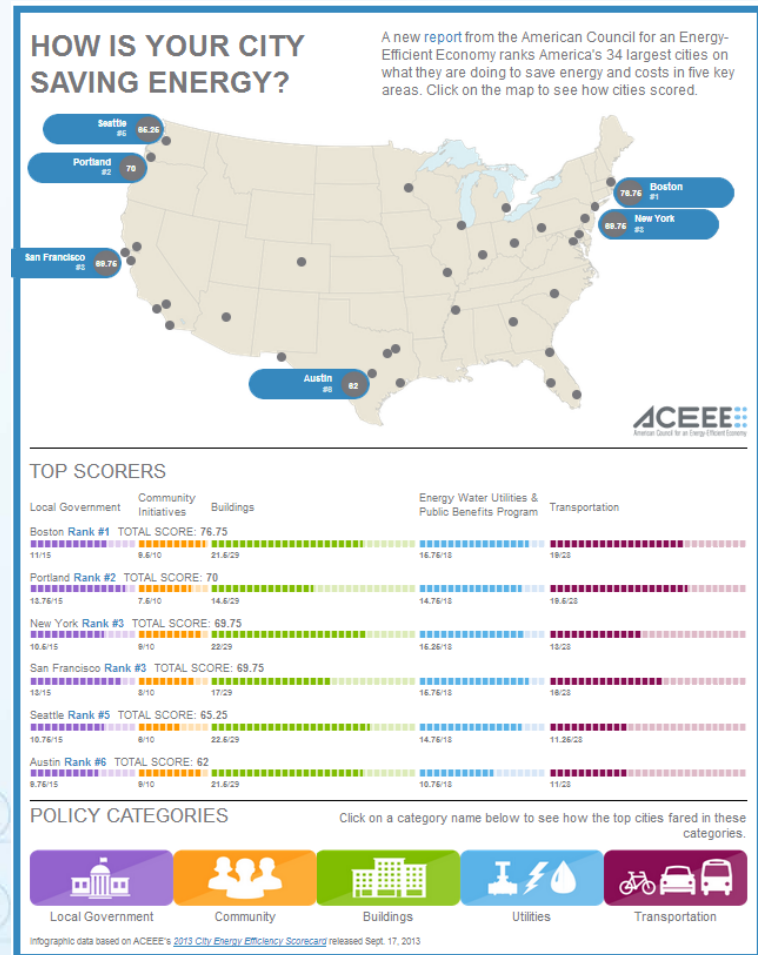 HOW IS YOUR CITY
SAVING ENERGY?
A new report from the American Council for an Energy-
Efficient Economy ranks America's 34 largest cities on
what they are doing to save energy and costs in five key
areas. Click on the map to see how cities scored.
Seattle
#5
65.25
Portland
#2
70
76.75
Boston
#1
69.75
New York
#3
San Francisco
#3
69.75
Austin
#6
62
ACEEE
American Council for an Energy-Efficient Economy
TOP SCORERS
Local Government
Community
Initiatives
Buildings
Energy Water Utilities &
Public Benefits Program
Transportation
Boston Rank #1 TOTAL SCORE: 76.75
11/15 9.5/10 21.5/29 15.75/18 19/28
Portland Rank #2 TOTAL SCORE: 70
13.75/15 7.5/10 14.5/29 14.75/18 19.5/28
New York Rank #3 TOTAL SCORE: 69.75
10.5/15 9/10 22/29 15.25/18 13/28
San Francisco Rank #3 TOTAL SCORE: 69.75
13/15 8/10 17/29 15.75/18 16/28
Seattle Rank #5 TOTAL SCORE: 65.25
10.75/15 6/10 22.5/29 14.75/18 11.25/28
Austin Rank #6 TOTAL SCORE: 62
9.75/15 9/10 21.5/29 10.75/18 11/28
POLICY CATEGORIES
Click on a category name below to see how the top cities fared in these
categories.
Local Government
Community
Buildings
Utilities
Transportation
Infographic data based on ACEEE's 2013 City Energy Efficiency Scorecard released Sept. 17, 2013